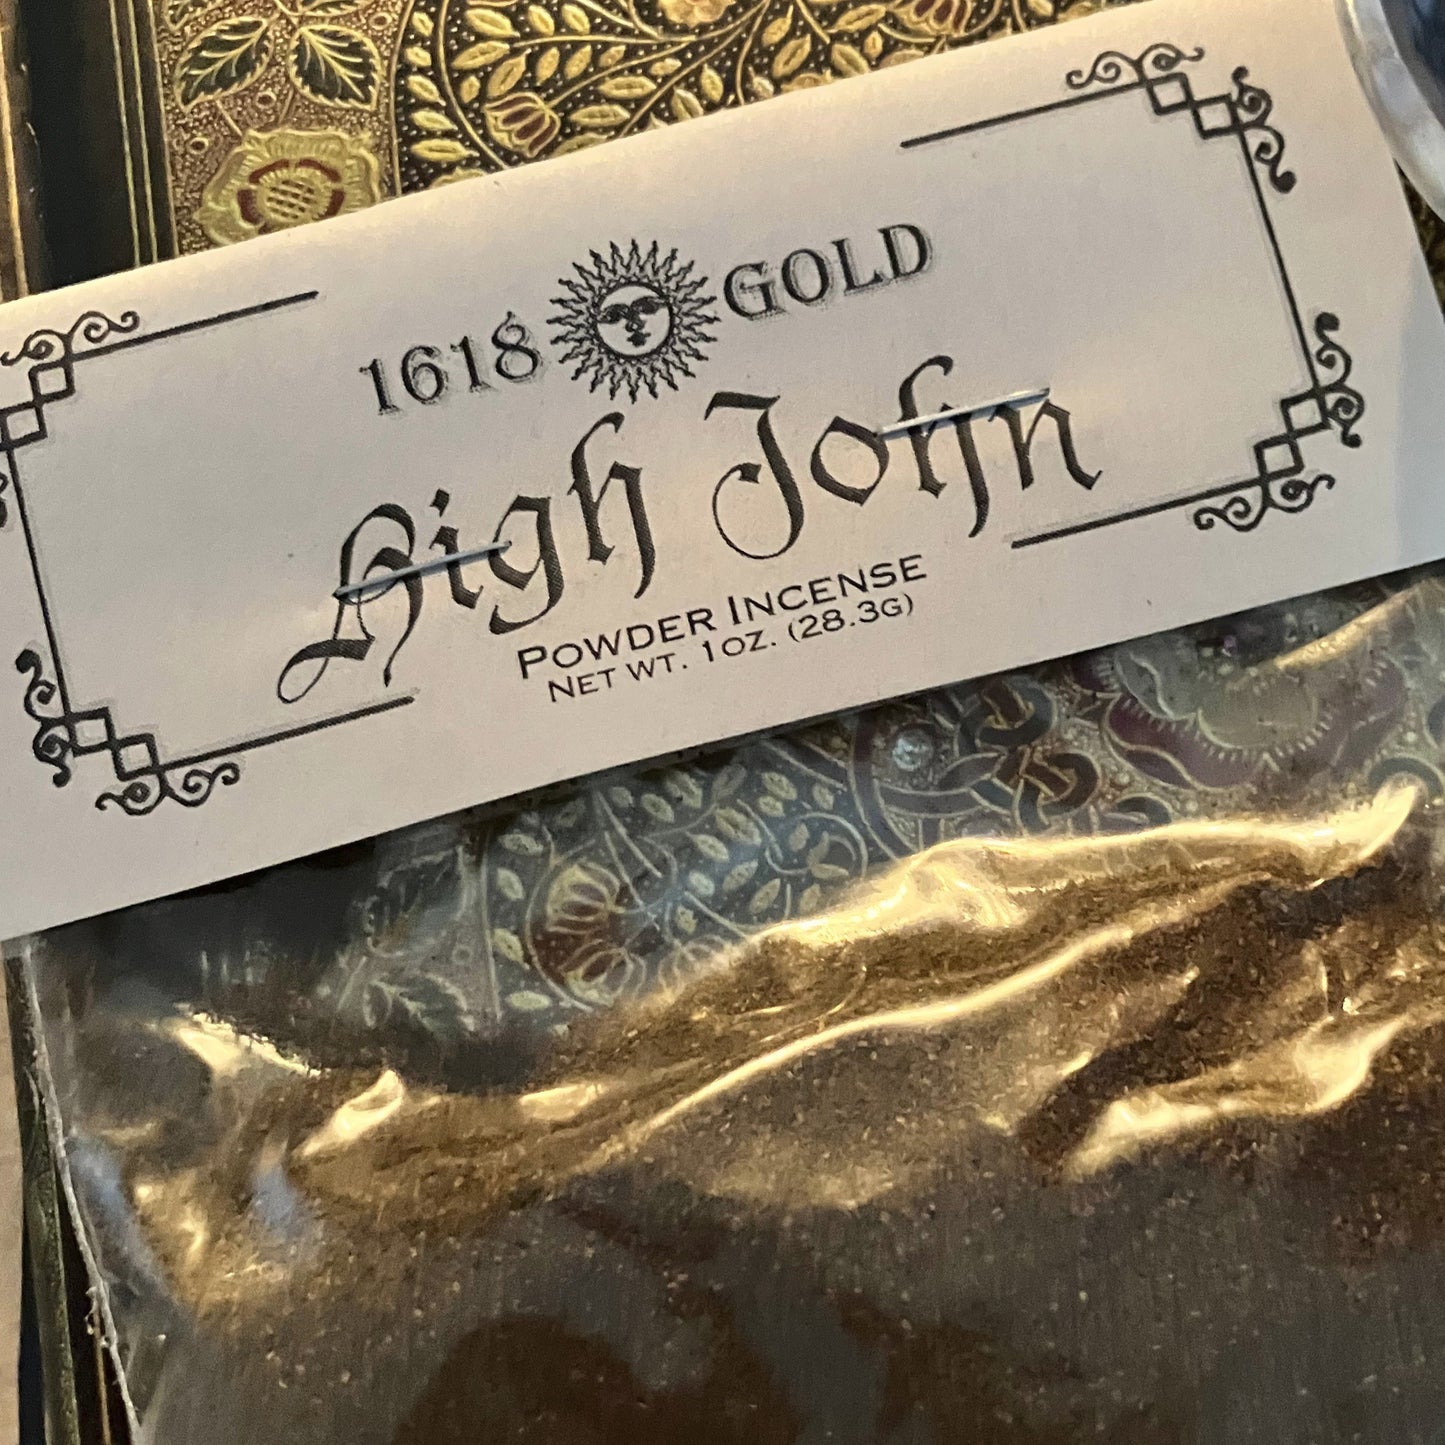 1618 GOLD
High John
POWDER INCENSE
NET WT. 1OZ. (28.3G)